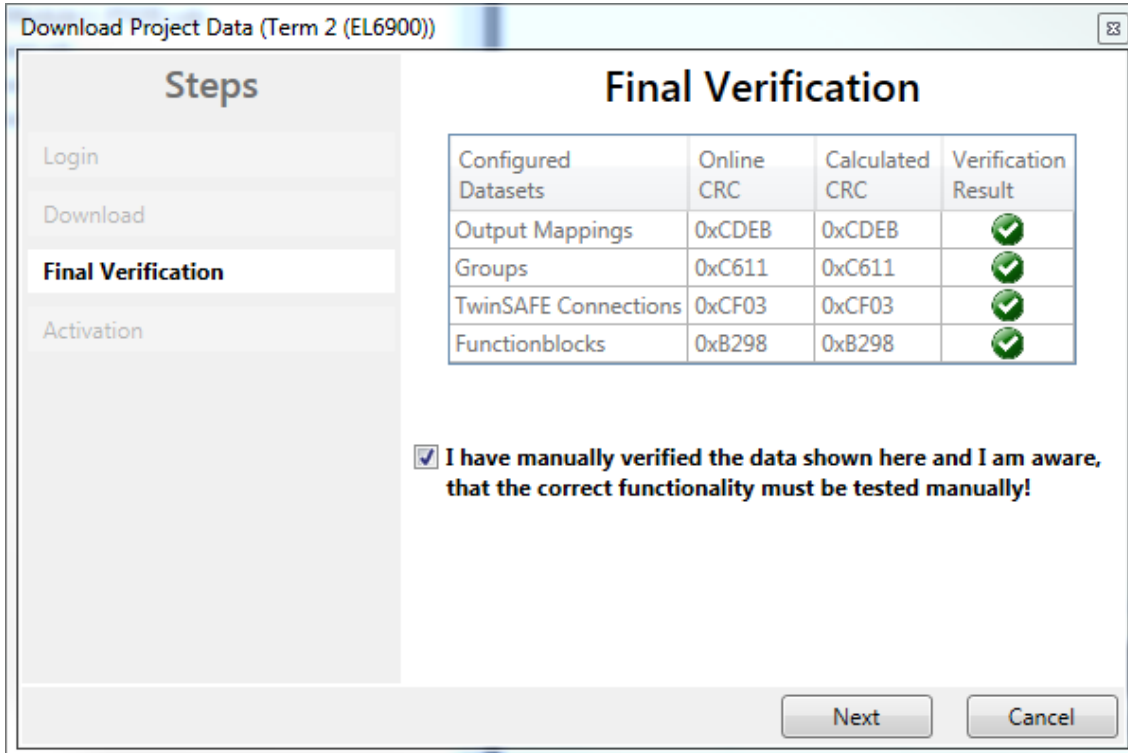 Download Project Data (Term 2 (EL6900))
Steps
Login
Download
Final Verification
Activation
Final Verification
Configured Datasets Online CRC Calculated CRC Verification Result
Output Mappings 0xCDEB 0xCDEB
Groups 0xC611 0xC611
TwinSAFE Connections 0xCF03 0xCF03
Functionblocks 0xB298 0xB298
I have manually verified the data shown here and I am aware,
that the correct functionality must be tested manually!
Next Cancel